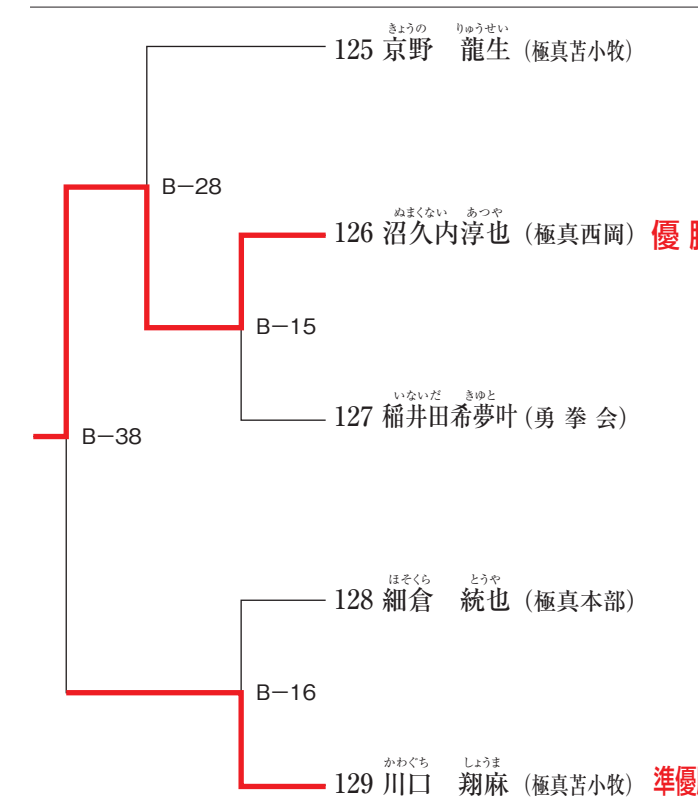 きょうの りゅうせい
125 京野 龍生 (極真苫小牧)
B−28
ぬまくない あつや
126 沼久内淳也 (極真西岡) 優
B−15
いないだ きゆと
127 稲井田希夢叶 (勇 拳 会)
B−38
ほそくら とうや
128 細倉 統也 (極真本部)
B−16
かわぐち しょうま
129 川口 翔麻 (極真苫小牧) 準優